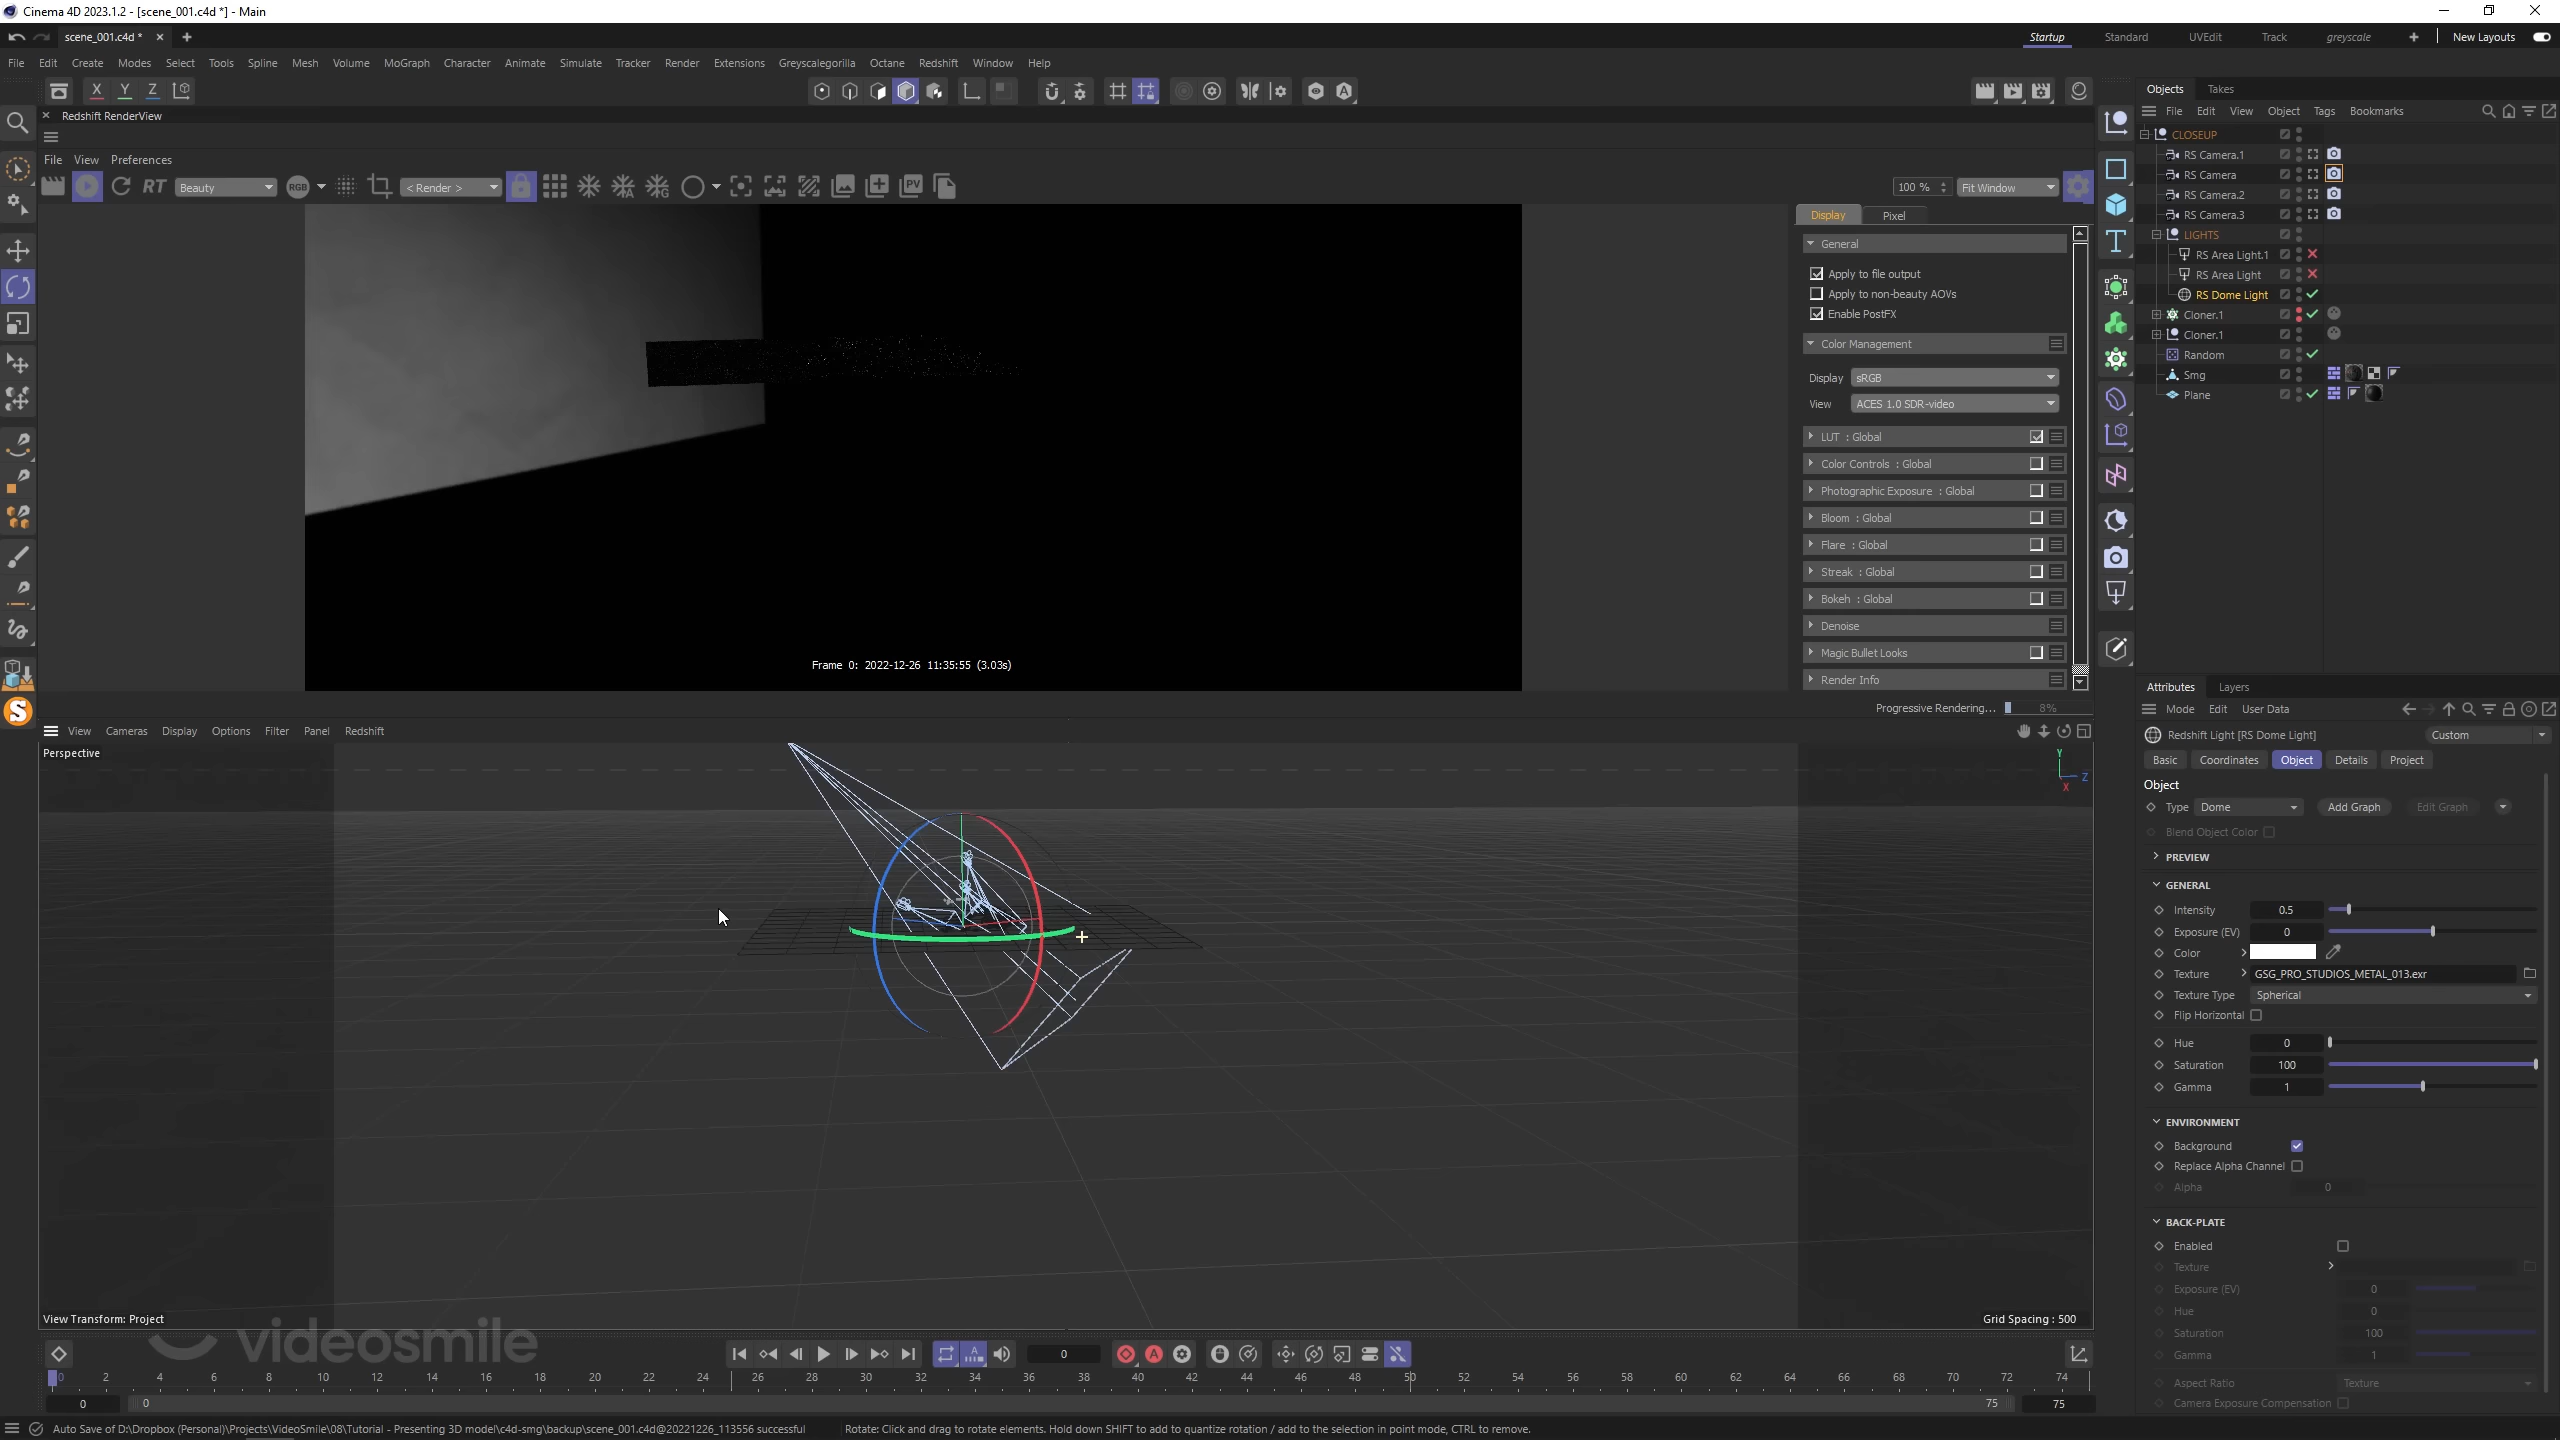 Cinema 4D 2023.1.2 - [scene_001.c4d *] - Main
scene_001.c4d *
Startup Standard UVEdit Track greyscale New Layouts
File Edit Create Modes Select Tools Spline Mesh Volume MoGraph Character Animate Simulate Tracker Render Extensions Greyscalegorilla Octane Redshift Window Help
X Y Z
Redshift RenderView
File View Preferences
RT Beauty RGB < Render > PV 100 % Fit Window
Display Pixel
General
Apply to file output
Apply to non-beauty AOVs
Enable PostFX
Color Management
Display sRGB
View ACES 1.0 SDR-video
LUT : Global
Color Controls : Global
Photographic Exposure : Global
Bloom : Global
Flare : Global
Streak : Global
Bokeh : Global
Denoise
Magic Bullet Looks
Render Info
Frame 0: 2022-12-26 11:35:55 (3.03s)
Progressive Rendering... 8%
View Cameras Display Options Filter Panel Redshift
Perspective
Y
Z
X
View Transform: Project
Grid Spacing : 500
videosmile
0
0 2 4 6 8 10 12 14 16 18 20 22 24 26 28 30 32 34 36 38 40 42 44 46 48 50 52 54 56 58 60 62 64 66 68 70 72 74
0 0 75 75
Auto Save of D:\Dropbox (Personal)\Projects\VideoSmile\08\Tutorial - Presenting 3D model\c4d-smg\backup\scene_001.c4d@20221226_113556 successful
Rotate: Click and drag to rotate elements. Hold down SHIFT to add to quantize rotation / add to the selection in point mode, CTRL to remove.
Objects Takes
File Edit View Object Tags Bookmarks
CLOSEUP
RS Camera.1
RS Camera
RS Camera.2
RS Camera.3
LIGHTS
RS Area Light.1
RS Area Light
RS Dome Light
Cloner.1
Cloner.1
Random
Smg
Plane
Attributes Layers
Mode Edit User Data
Redshift Light [RS Dome Light] Custom
Basic Coordinates Object Details Project
Object
Type Dome Add Graph Edit Graph
Blend Object Color
PREVIEW
GENERAL
Intensity 0.5
Exposure (EV) 0
Color
Texture GSG_PRO_STUDIOS_METAL_013.exr
Texture Type Spherical
Flip Horizontal
Hue 0
Saturation 100
Gamma 1
ENVIRONMENT
Background
Replace Alpha Channel
Alpha 0
BACK-PLATE
Enabled
Texture
Exposure (EV) 0
Hue 0
Saturation 100
Gamma 1
Aspect Ratio Texture
Camera Exposure Compensation